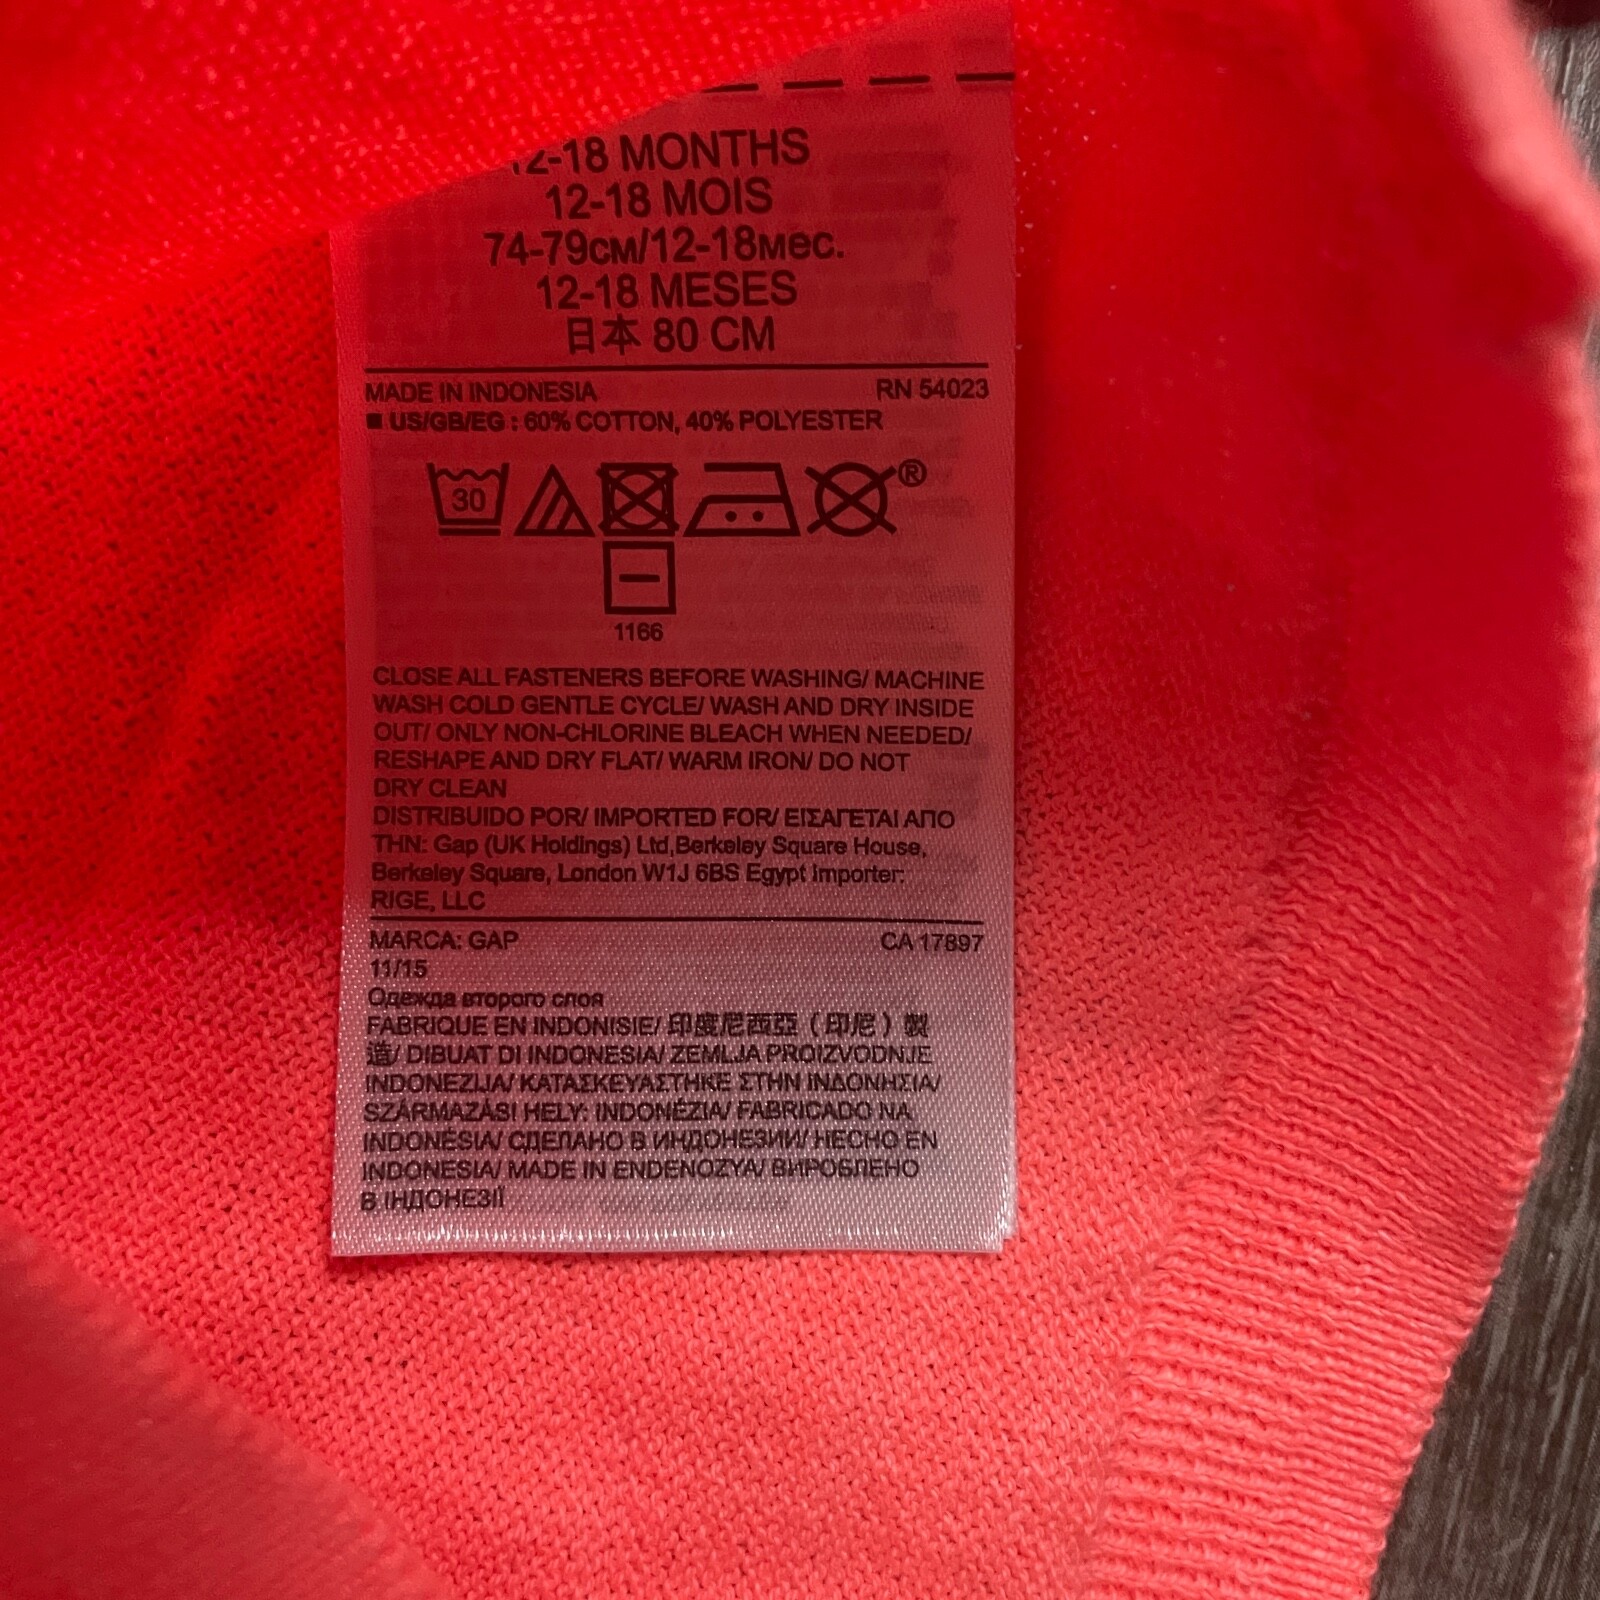 12-18 MONTHS
12-18 MOIS
74-79см/12-18мес.
12-18 MESES
日本 80 CM
MADE IN INDONESIA RN 54023
■ US/GB/EG : 60% COTTON, 40% POLYESTER
30 ®
1166
CLOSE ALL FASTENERS BEFORE WASHING/ MACHINE
WASH COLD GENTLE CYCLE/ WASH AND DRY INSIDE
OUT/ ONLY NON-CHLORINE BLEACH WHEN NEEDED/
RESHAPE AND DRY FLAT/ WARM IRON/ DO NOT
DRY CLEAN
DISTRIBUIDO POR/ IMPORTED FOR/ ΕΙΣΑΓΕΤΑΙ ΑΠΟ
ΤΗΝ: Gap (UK Holdings) Ltd,Berkeley Square House,
Berkeley Square, London W1J 6BS Egypt Importer:
RIGE, LLC
MARCA: GAP CA 17897
11/15
Одежда второго слоя
FABRIQUE EN INDONISIE/ 印度尼西亞（印尼）製
造/ DIBUAT DI INDONESIA/ ZEMLJA PROIZVODNJE
INDONEZIJA/ ΚΑΤΑΣΚΕΥΑΣΤΗΚΕ ΣΤΗΝ ΙΝΔΟΝΗΣΙΑ/
SZÁRMAZÁSI HELY: INDONÉZIA/ FABRICADO NA
INDONÉSIA/ СДЕЛАНО В ИНДОНЕЗИИ/ HECHO EN
INDONESIA/ MADE IN ENDENOZYA/ ВИРОБЛЕНО
В ІНДОНЕЗІЇ